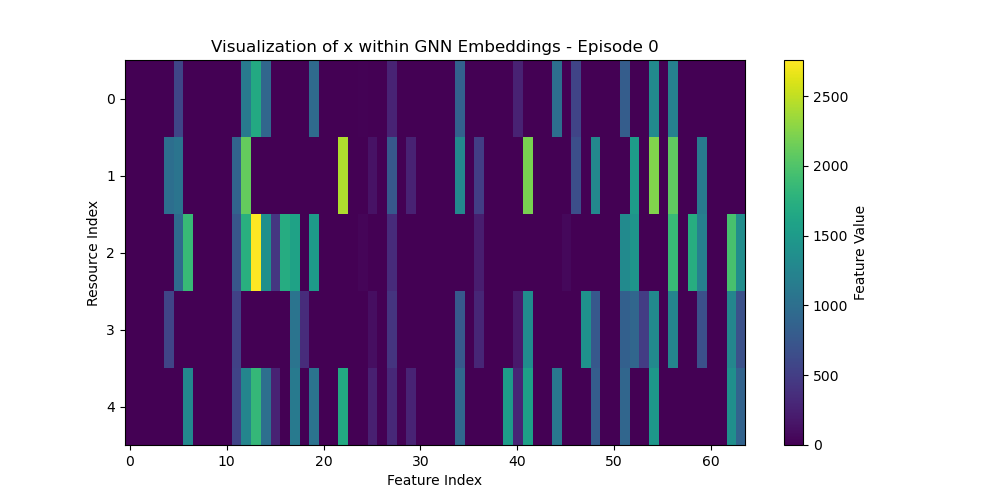 Visualization of x within GNN Embeddings - Episode 0
Resource Index
0
1
2
3
4
0 10 20 30 40 50 60
Feature Index
2500
2000
1500
1000
500
0
Feature Value